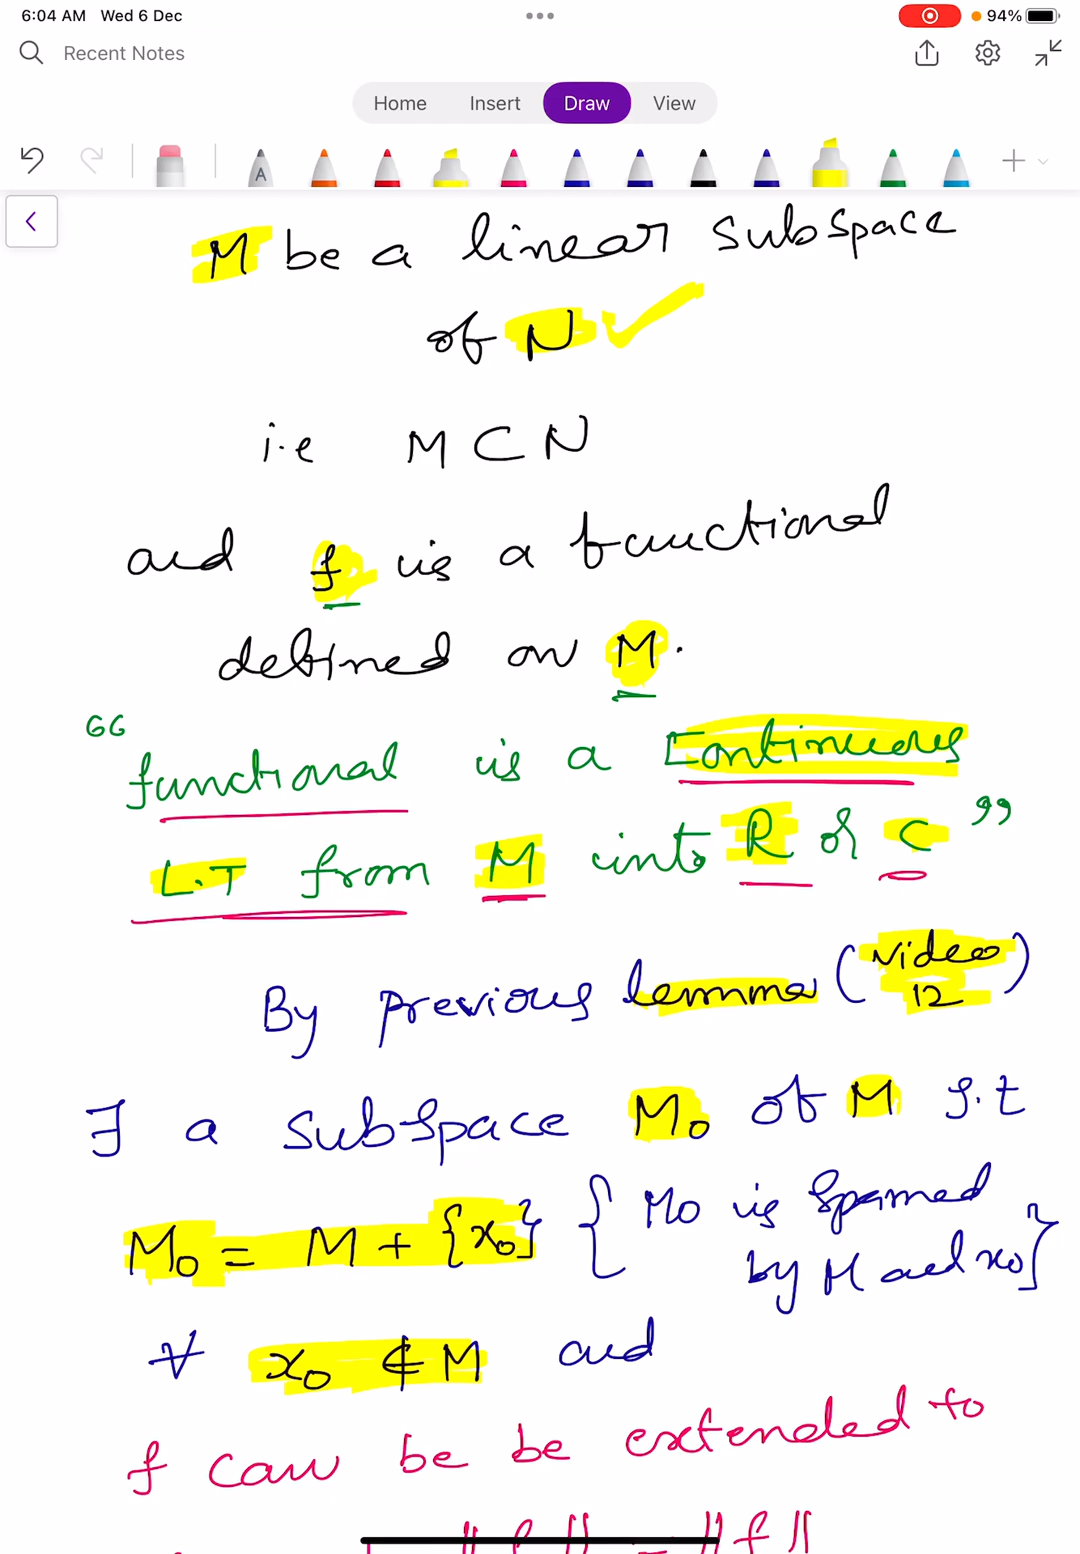 6:04 AM Wed 6 Dec
94%
Recent Notes
Home Insert Draw View
A
M be a linear subspace
of N ✓
i.e M ⊂ N
and f is a functional
defined on M.
“functional is a Continuous
L.T from M into R or C”
By previous lemma (Video
12)
∃ a subspace M₀ of M s.t
M₀ = M + {x₀} {M₀ is spanned
by M and x₀}
∀ x₀ ∉ M and
f can be be extended to